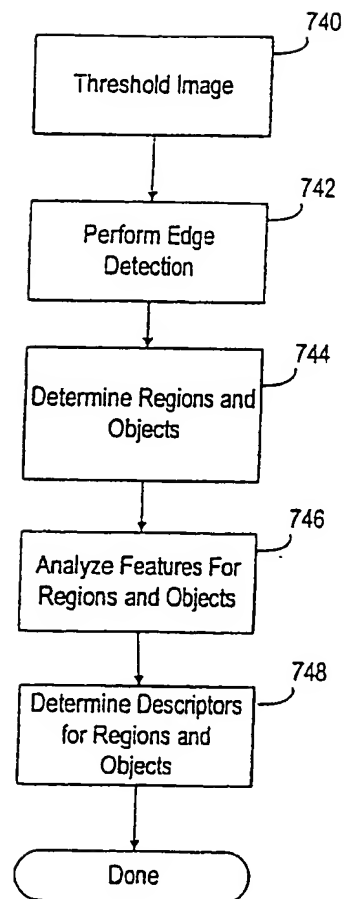 740
Threshold Image
742
Perform Edge
Detection
744
Determine Regions and
Objects
746
Analyze Features For
Regions and Objects
748
Determine Descriptors
for Regions and
Objects
Done